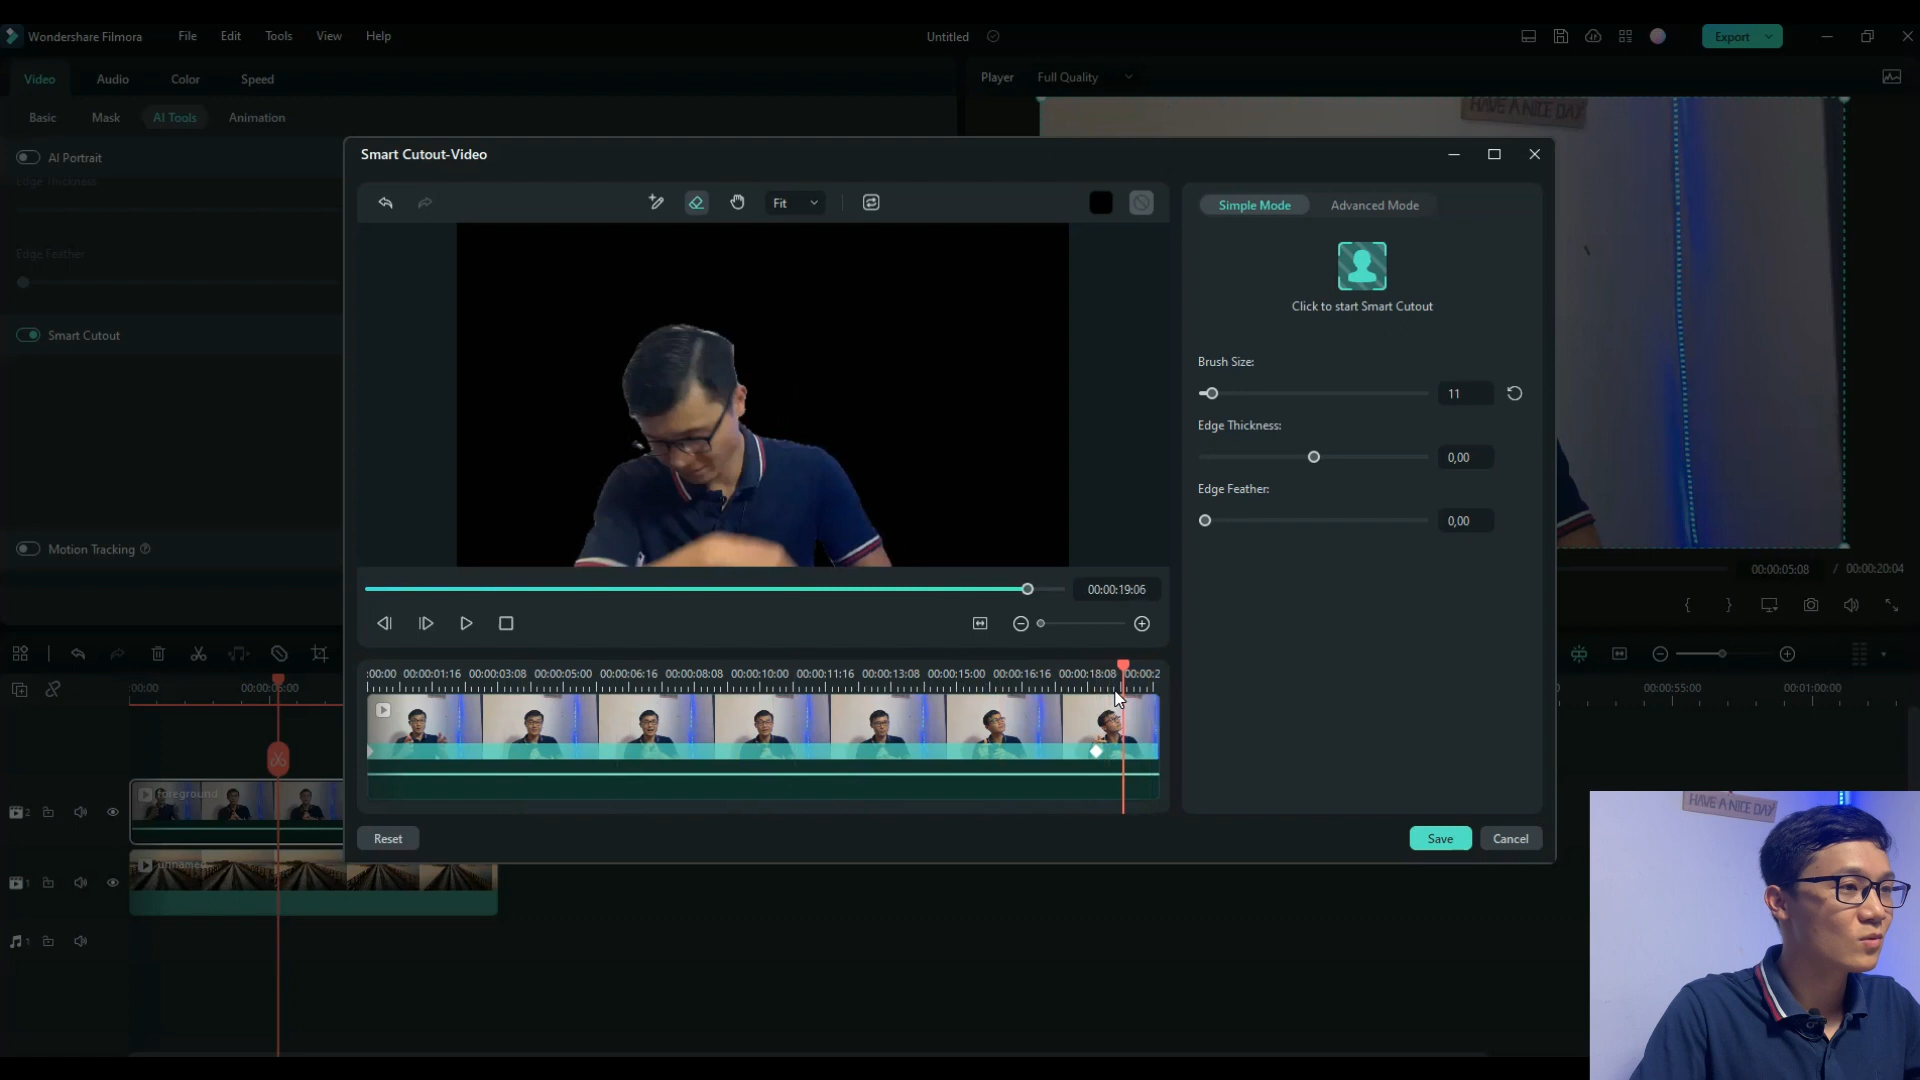 Wondershare Filmora
File
Edit
Tools
View
Help
Untitled
Export
Video
Audio
Color
Speed
Player
Full Quality
Basic
Mask
AI Tools
Animation
HAVE A NICE DAY
AI Portrait
Edge Thickness
Edge Feather
Smart Cutout
Motion Tracking
Smart Cutout-Video
Fit
Simple Mode
Advanced Mode
Click to start Smart Cutout
Brush Size:
11
Edge Thickness:
0,00
Edge Feather:
0,00
00:00:19:06
:00:00 00:00:01:16 00:00:03:08 00:00:05:00 00:00:06:16 00:00:08:08 00:00:10:00 00:00:11:16 00:00:13:08 00:00:15:00 00:00:16:16 00:00:18:08 00:00:2
Reset
Save
Cancel
00:00:05:08 / 00:00:20:04
:00:00
00:00:55:00
00:01:00:00
foreground
2
1
1
HAVE A NICE DAY